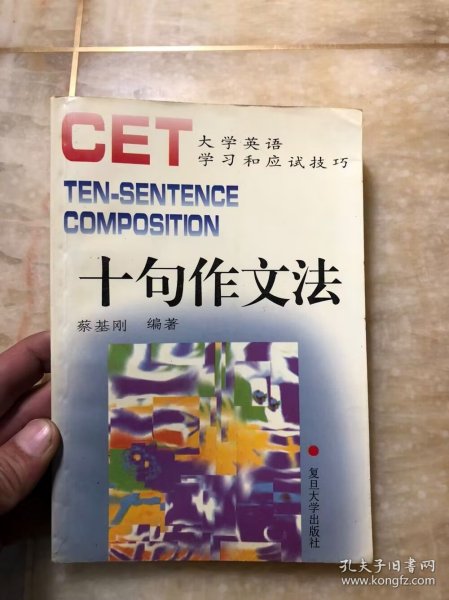 CET
大学英语
学习和应试技巧
TEN-SENTENCE
COMPOSITION
十句作文法
蔡基刚 编著
复旦大学出版社
孔夫子旧书网
www.kongfz.com